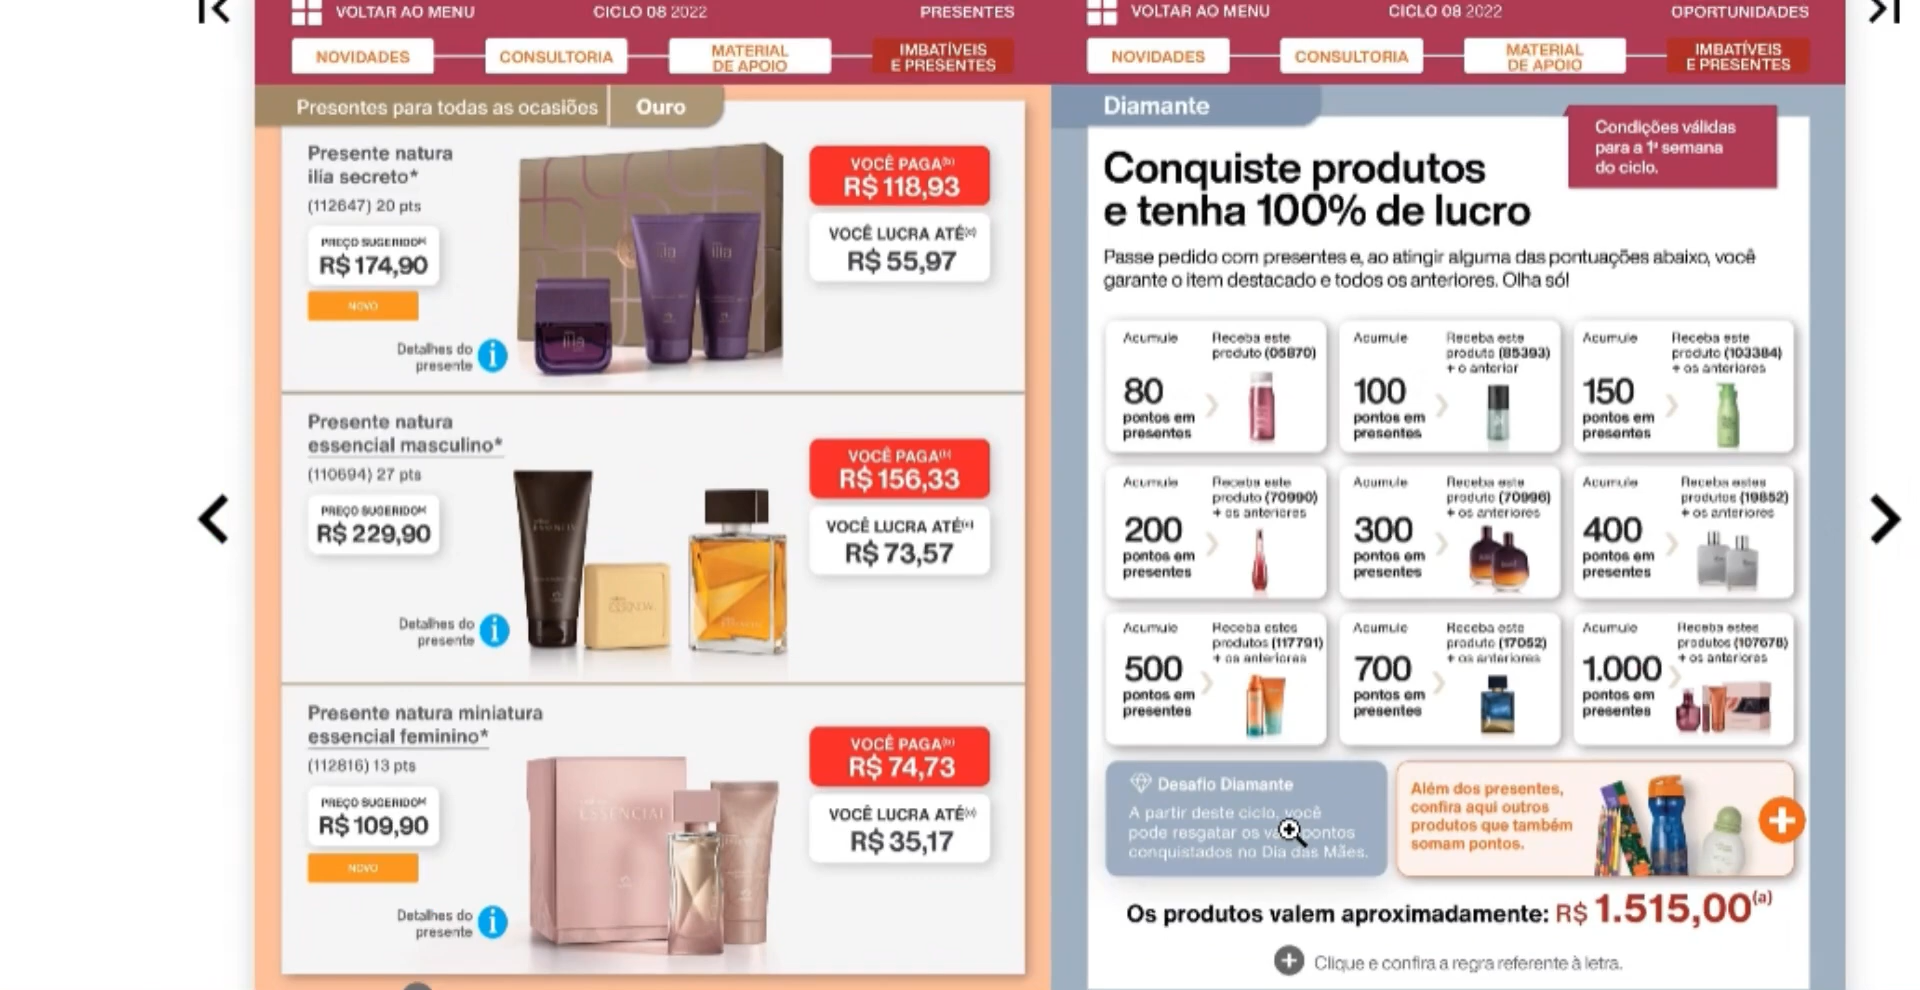 VOLTAR AO MENU
CICLO 08 2022
PRESENTES
NOVIDADES
CONSULTORIA
MATERIAL
DE APOIO
IMBATÍVEIS
E PRESENTES
Presentes para todas as ocasiões
Ouro
Presente natura
ilía secreto*
(112647) 20 pts
PREÇO SUGERIDO
R$ 174,90
NOVO
Detalhes do
presente
VOCÊ PAGA(b)
R$ 118,93
VOCÊ LUCRA ATÉ(c)
R$ 55,97
Presente natura
essencial masculino*
(110694) 27 pts
PREÇO SUGERIDO
R$ 229,90
Detalhes do
presente
ESSENCIAL
VOCÊ PAGA(b)
R$ 156,33
VOCÊ LUCRA ATÉ(c)
R$ 73,57
Presente natura miniatura
essencial feminino*
(112816) 13 pts
PREÇO SUGERIDO
R$ 109,90
NOVO
Detalhes do
presente
ESSENCIAL
VOCÊ PAGA(b)
R$ 74,73
VOCÊ LUCRA ATÉ(c)
R$ 35,17
VOLTAR AO MENU
CICLO 08 2022
OPORTUNIDADES
NOVIDADES
CONSULTORIA
MATERIAL
DE APOIO
IMBATÍVEIS
E PRESENTES
Diamante
Condições válidas
para a 1ª semana
do ciclo.
Conquiste produtos
e tenha 100% de lucro
Passe pedido com presentes e, ao atingir alguma das pontuações abaixo, você
garante o item destacado e todos os anteriores. Olha só!
Acumule
80
pontos em
presentes
Receba este
produto (05870)
Acumule
100
pontos em
presentes
Receba este
produto (85393)
+ o anterior
Acumule
150
pontos em
presentes
Receba este
produto (103384)
+ os anteriores
Acumule
200
pontos em
presentes
Receba este
produto (70990)
+ os anteriores
Acumule
300
pontos em
presentes
Receba este
produto (70996)
+ os anteriores
Acumule
400
pontos em
presentes
Receba estes
produtos (19852)
+ os anteriores
Acumule
500
pontos em
presentes
Receba estes
produtos (117791)
+ os anteriores
Acumule
700
pontos em
presentes
Receba este
produto (17052)
+ os anteriores
Acumule
1.000
pontos em
presentes
Receba estes
produtos (107678)
+ os anteriores
Desafio Diamante
A partir deste ciclo, você
pode resgatar os pontos
conquistados no Dia das Mães.
Além dos presentes,
confira aqui outros
produtos que também
somam pontos.
Os produtos valem aproximadamente: R$ 1.515,00(a)
Clique e confira a regra referente à letra.